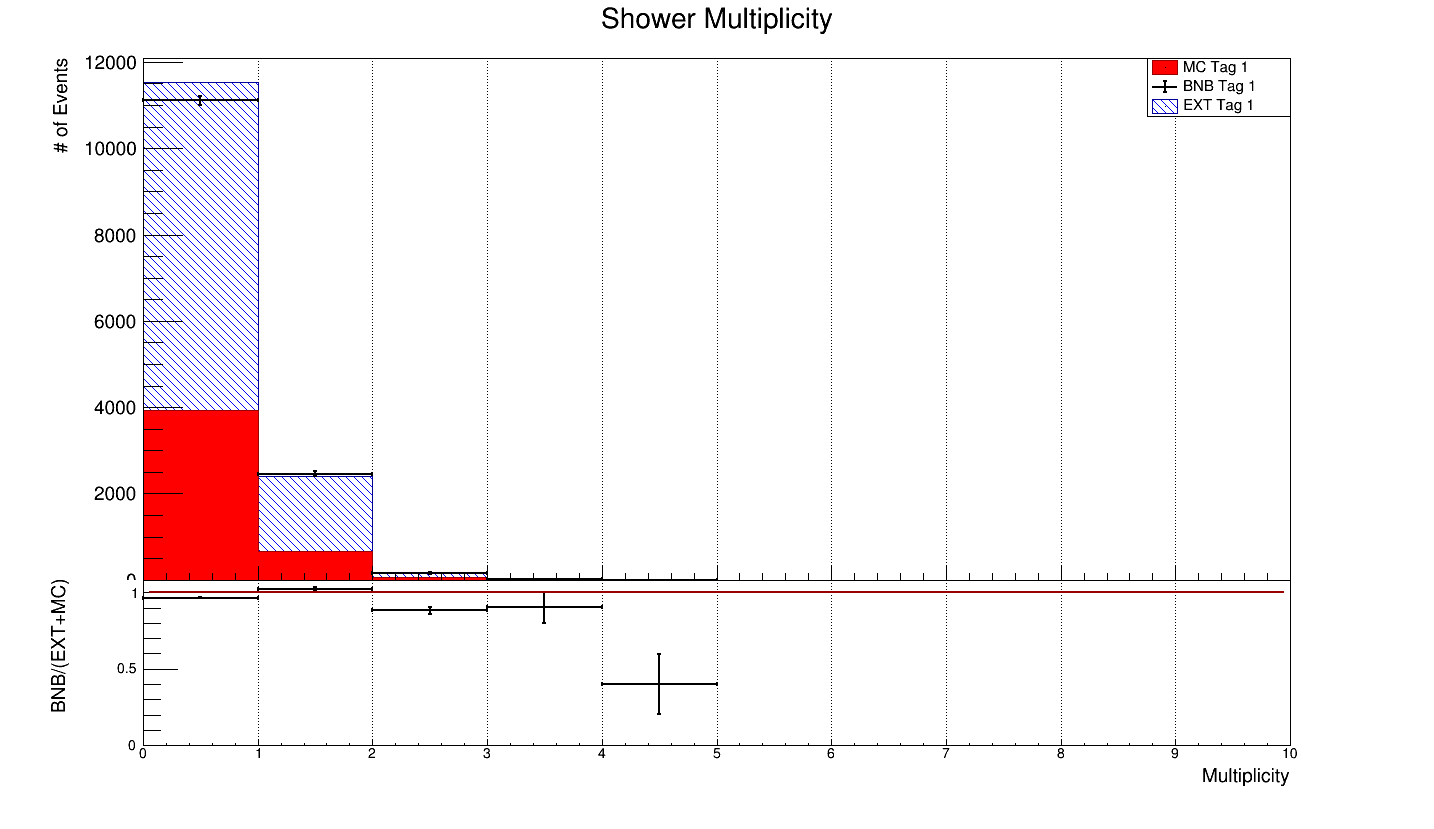 Shower Multiplicity
# of Events
12000
10000
8000
6000
4000
2000
0
MC Tag 1
BNB Tag 1
EXT Tag 1
BNB/(EXT+MC)
1
0.5
0
0 1 2 3 4 5 6 7 8 9 10
Multiplicity